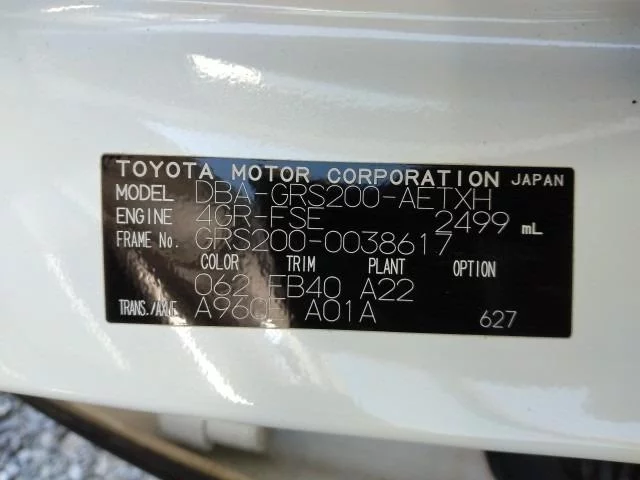 TOYOTA MOTOR CORPORATION JAPAN
MODEL DBA-GRS200-AETXH
ENGINE 4GR-FSE 2499 mL
FRAME No. GRS200-0038617
COLOR TRIM PLANT OPTION
062 FB40 A22
TRANS./AXLE A960E A01A 627